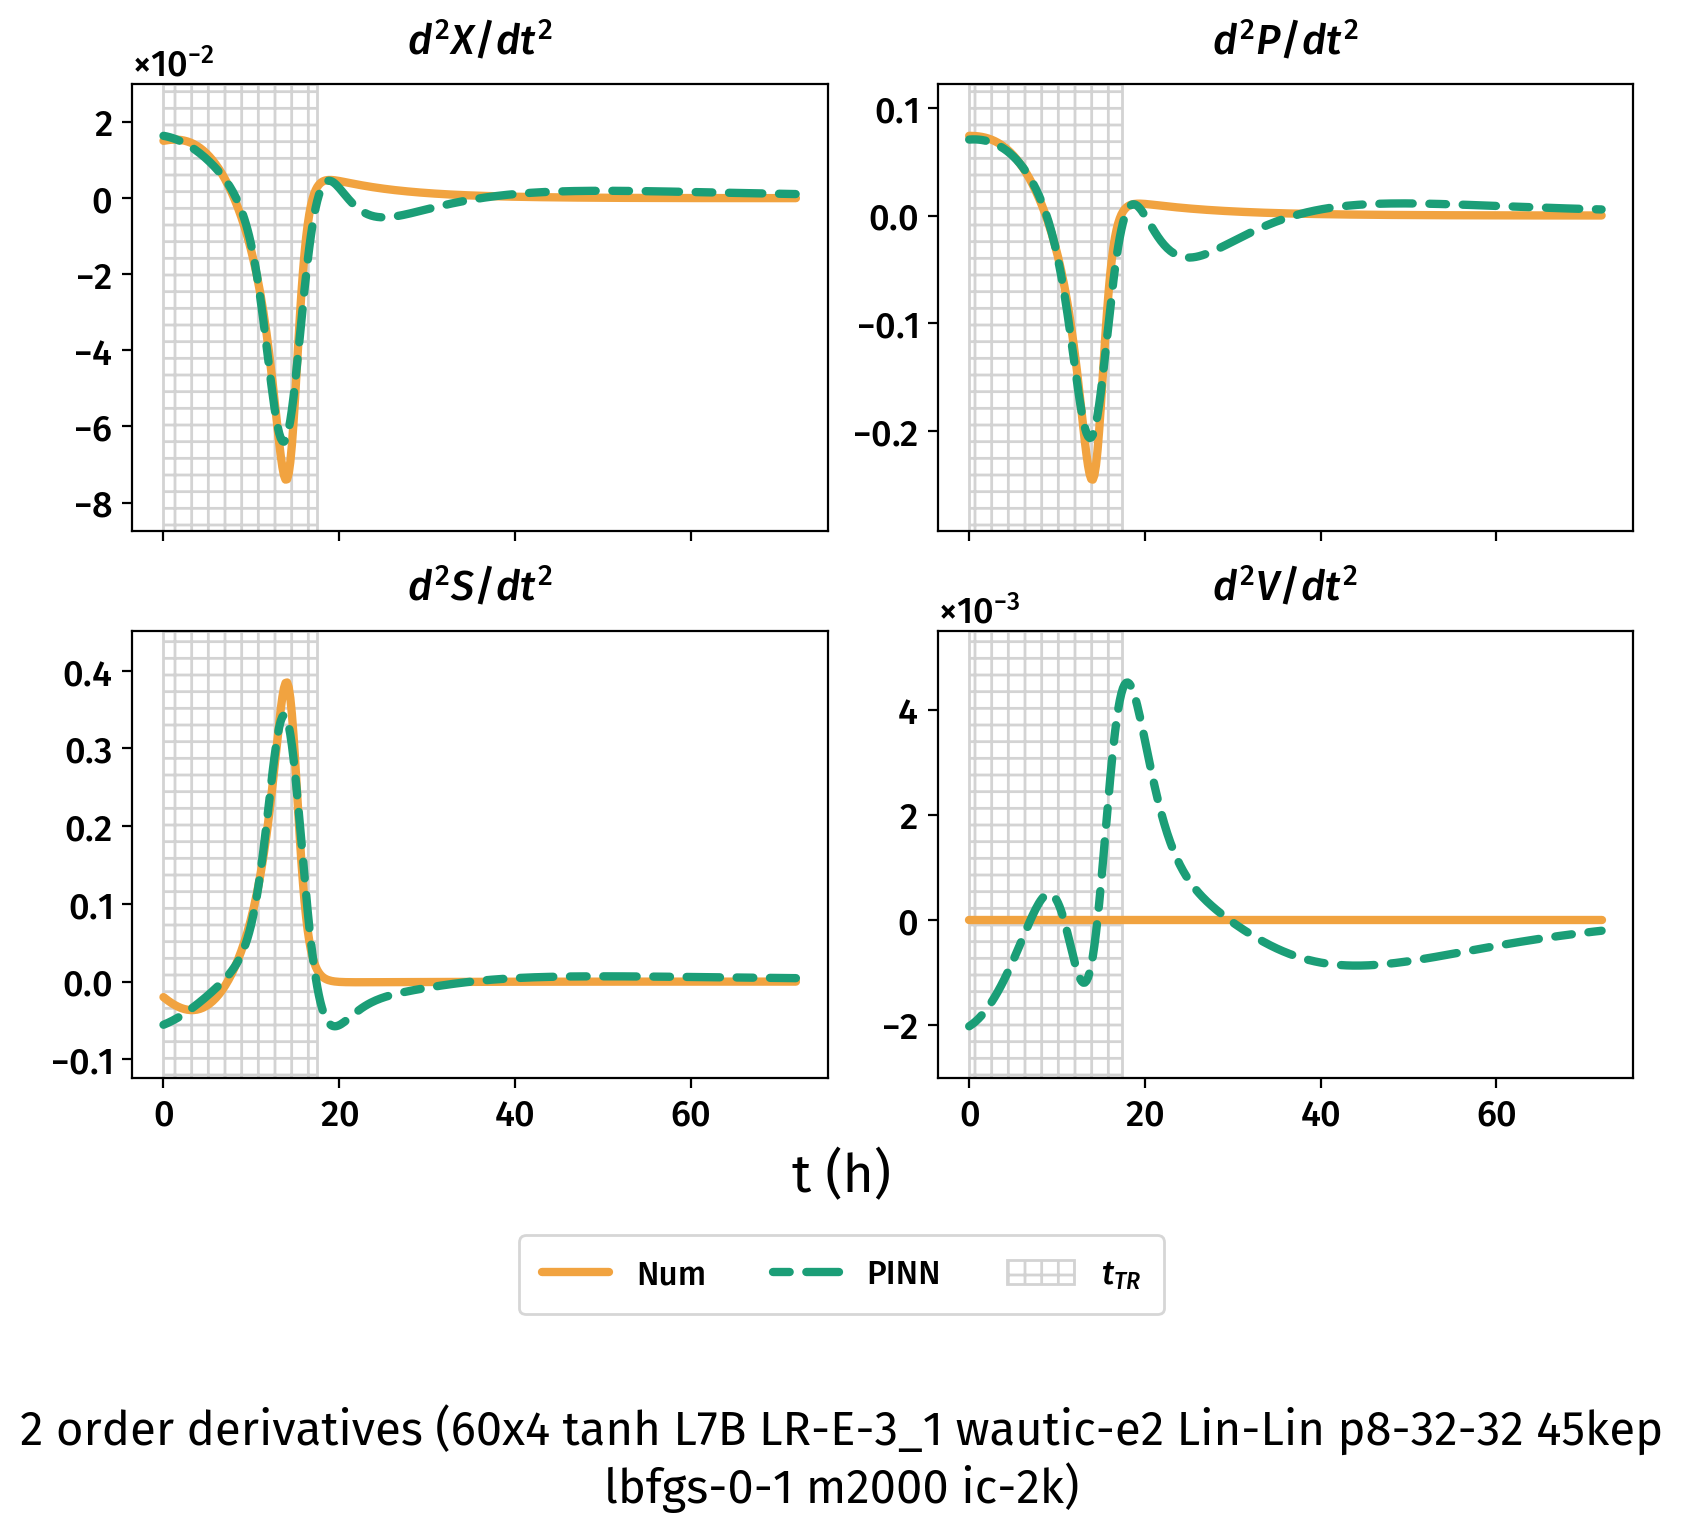 d²X/dt²
d²P/dt²
×10⁻²
2
0
−2
−4
−6
−8
0.1
0.0
−0.1
−0.2
d²S/dt²
d²V/dt²
×10⁻³
0.4
0.3
0.2
0.1
0.0
−0.1
4
2
0
−2
0 20 40 60
0 20 40 60
t (h)
Num PINN t_TR
2 order derivatives (60x4 tanh L7B LR-E-3_1 wautic-e2 Lin-Lin p8-32-32 45kep
lbfgs-0-1 m2000 ic-2k)